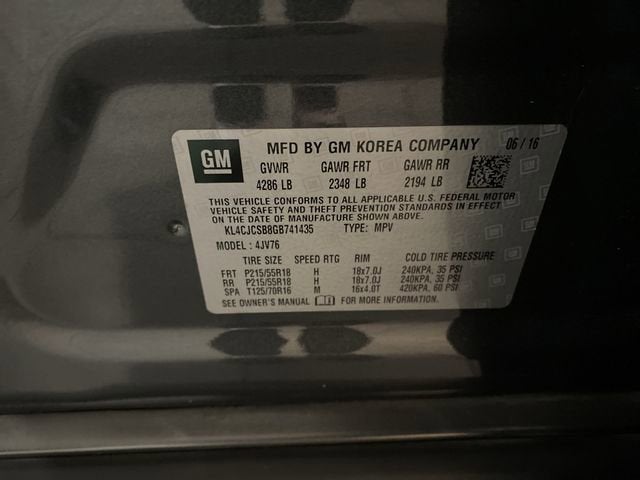 GM
MFD BY GM KOREA COMPANY 06/16
GVWR GAWR FRT GAWR RR
4286 LB 2348 LB 2194 LB
THIS VEHICLE CONFORMS TO ALL APPLICABLE U.S. FEDERAL MOTOR
VEHICLE SAFETY AND THEFT PREVENTION STANDARDS IN EFFECT
ON THE DATE OF MANUFACTURE SHOWN ABOVE.
KL4CJCSB8GB741435 TYPE: MPV
MODEL: 4JV76
TIRE SIZE SPEED RTG RIM COLD TIRE PRESSURE
FRT P215/55R18 H 18x7.0J 240KPA, 35 PSI
RR P215/55R18 H 18x7.0J 240KPA, 35 PSI
SPA T125/70R16 M 16x4.0T 420KPA, 60 PSI
SEE OWNER'S MANUAL FOR MORE INFORMATION.